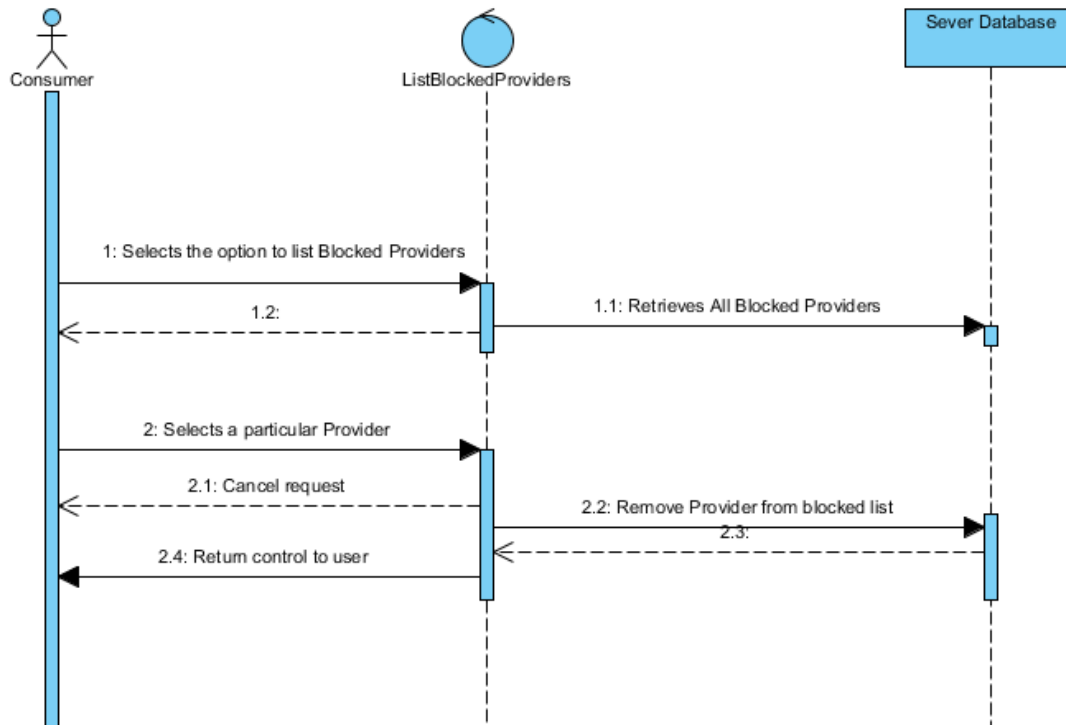 Consumer
ListBlockedProviders
Sever Database
1: Selects the option to list Blocked Providers
1.1: Retrieves All Blocked Providers
1.2:
2: Selects a particular Provider
2.1: Cancel request
2.2: Remove Provider from blocked list
2.3:
2.4: Return control to user